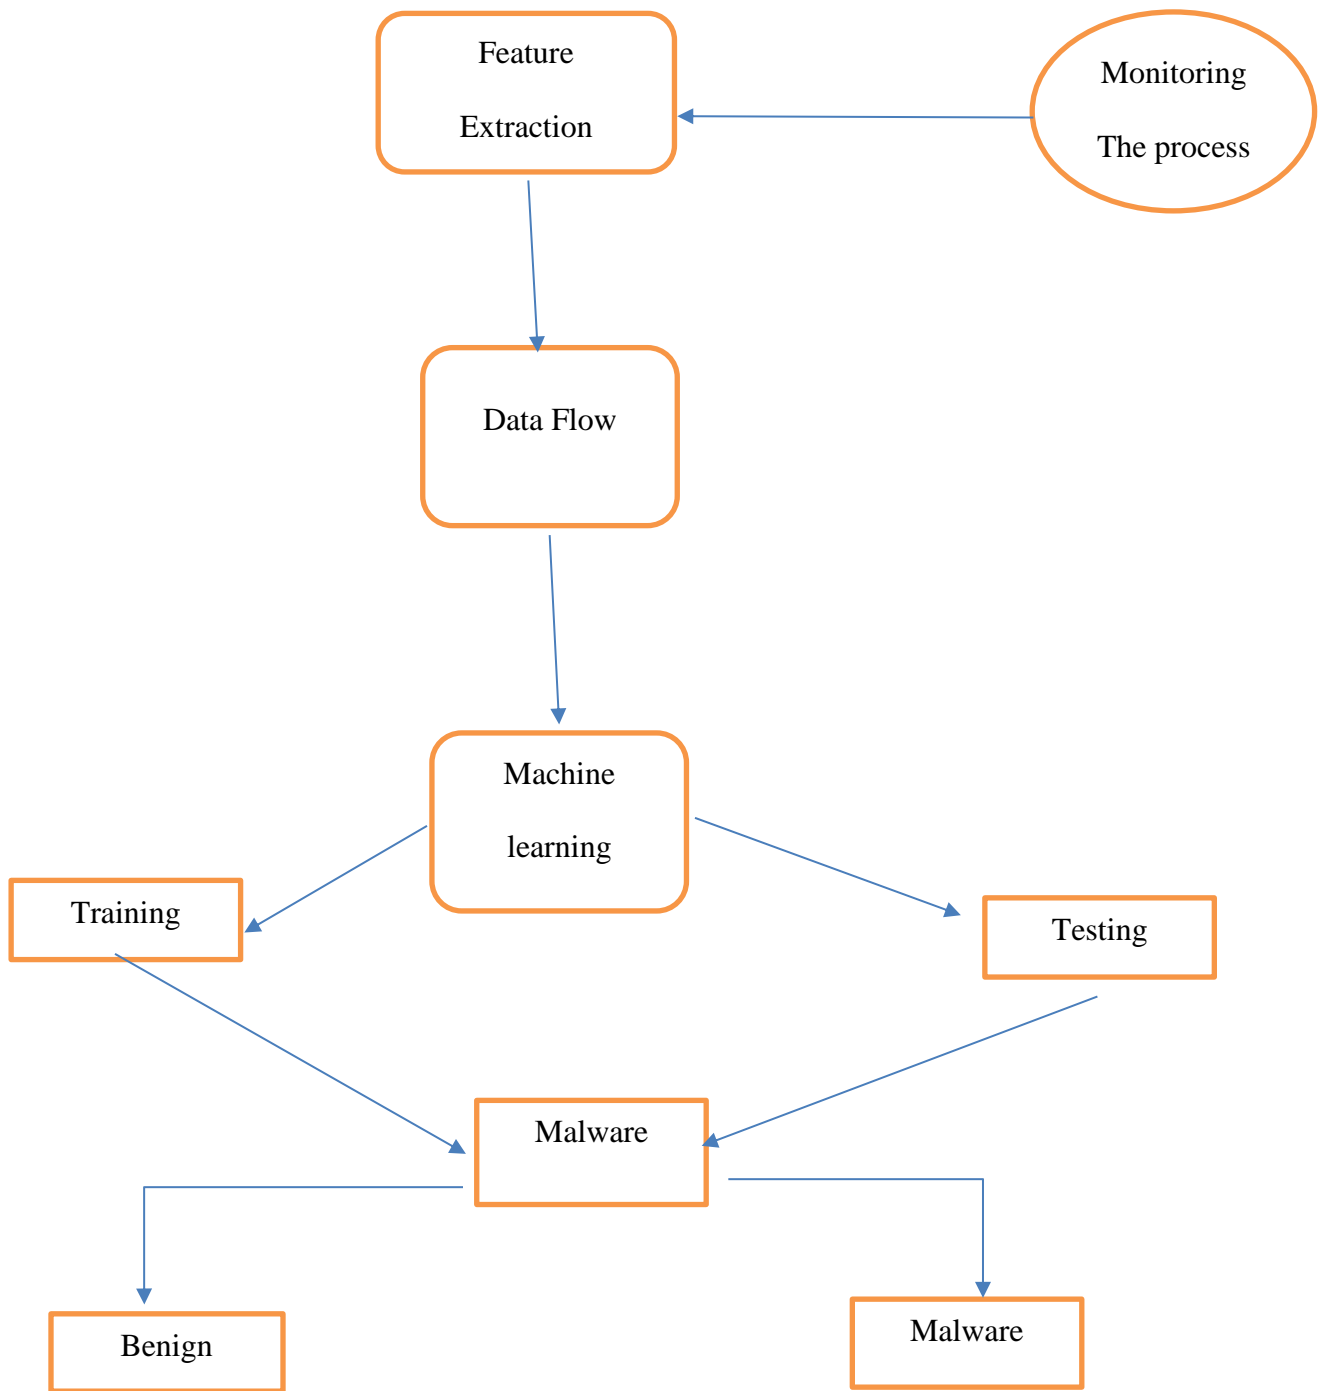 Feature
Extraction
Monitoring
The process
Data Flow
Machine
learning
Training
Testing
Malware
Benign
Malware